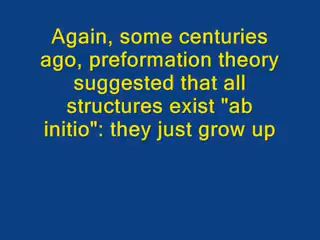 Again, some centuries
ago, preformation theory
suggested that all
structures exist "ab
initio": they just grow up